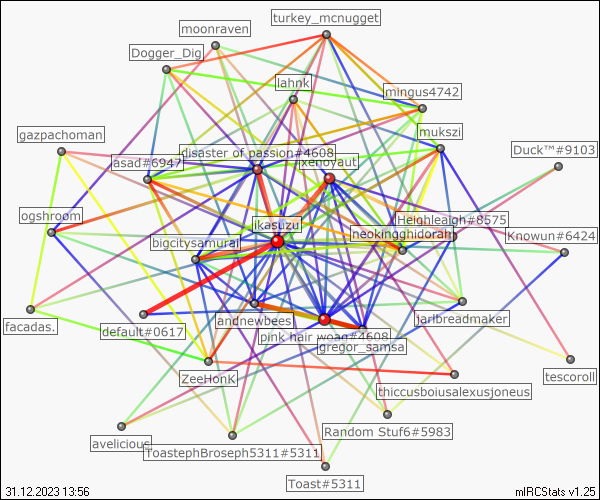 turkey_mcnugget
moonraven
Dogger_Dig
lahnk
mingus4742
mukszi
gazpachoman
disaster of passion#4608
Duck™#9103
asad#6947
xenoyaut
ogshroom
jkasuzu
Heighleigh#8575
neokingghidorah
Knowun#6424
bigcitysamurai
facadas.
default#0617
andnewbees
jarlbreadmaker
pink hair woag#4608
gregor_samsa
ZeeHonK
tescoroll
thiccusboiusalexusjoneus
avelicious
Random Stuf6#5983
ToastephBroseph5311#5311
Toast#5311
31.12.2023 13:56
mIRCStats v1.25